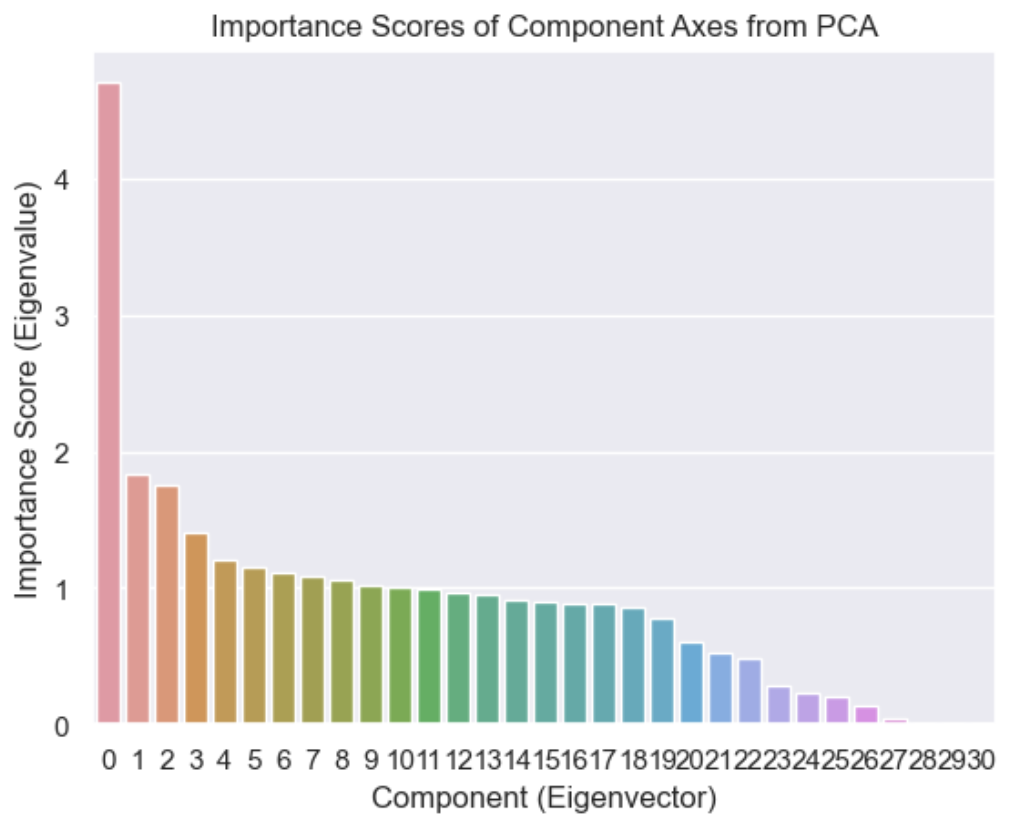 Importance Scores of Component Axes from PCA
Importance Score (Eigenvalue)
4
3
2
1
0
0 1 2 3 4 5 6 7 8 9 10 11 12 13 14 15 16 17 18 19 20 21 22 23 24 25 26 27 28 29 30
Component (Eigenvector)